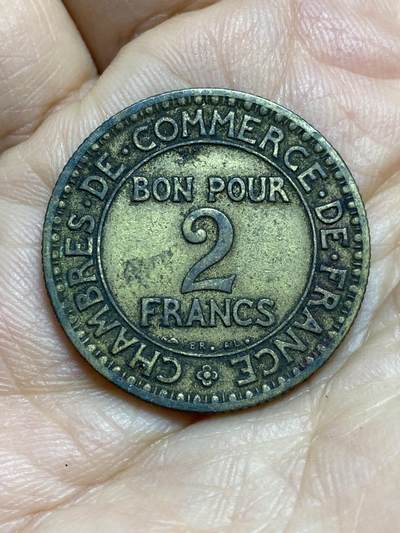 CHAMBRES·DE·COMMERCE·DE·FRANCE
BON POUR
2
FRANCS